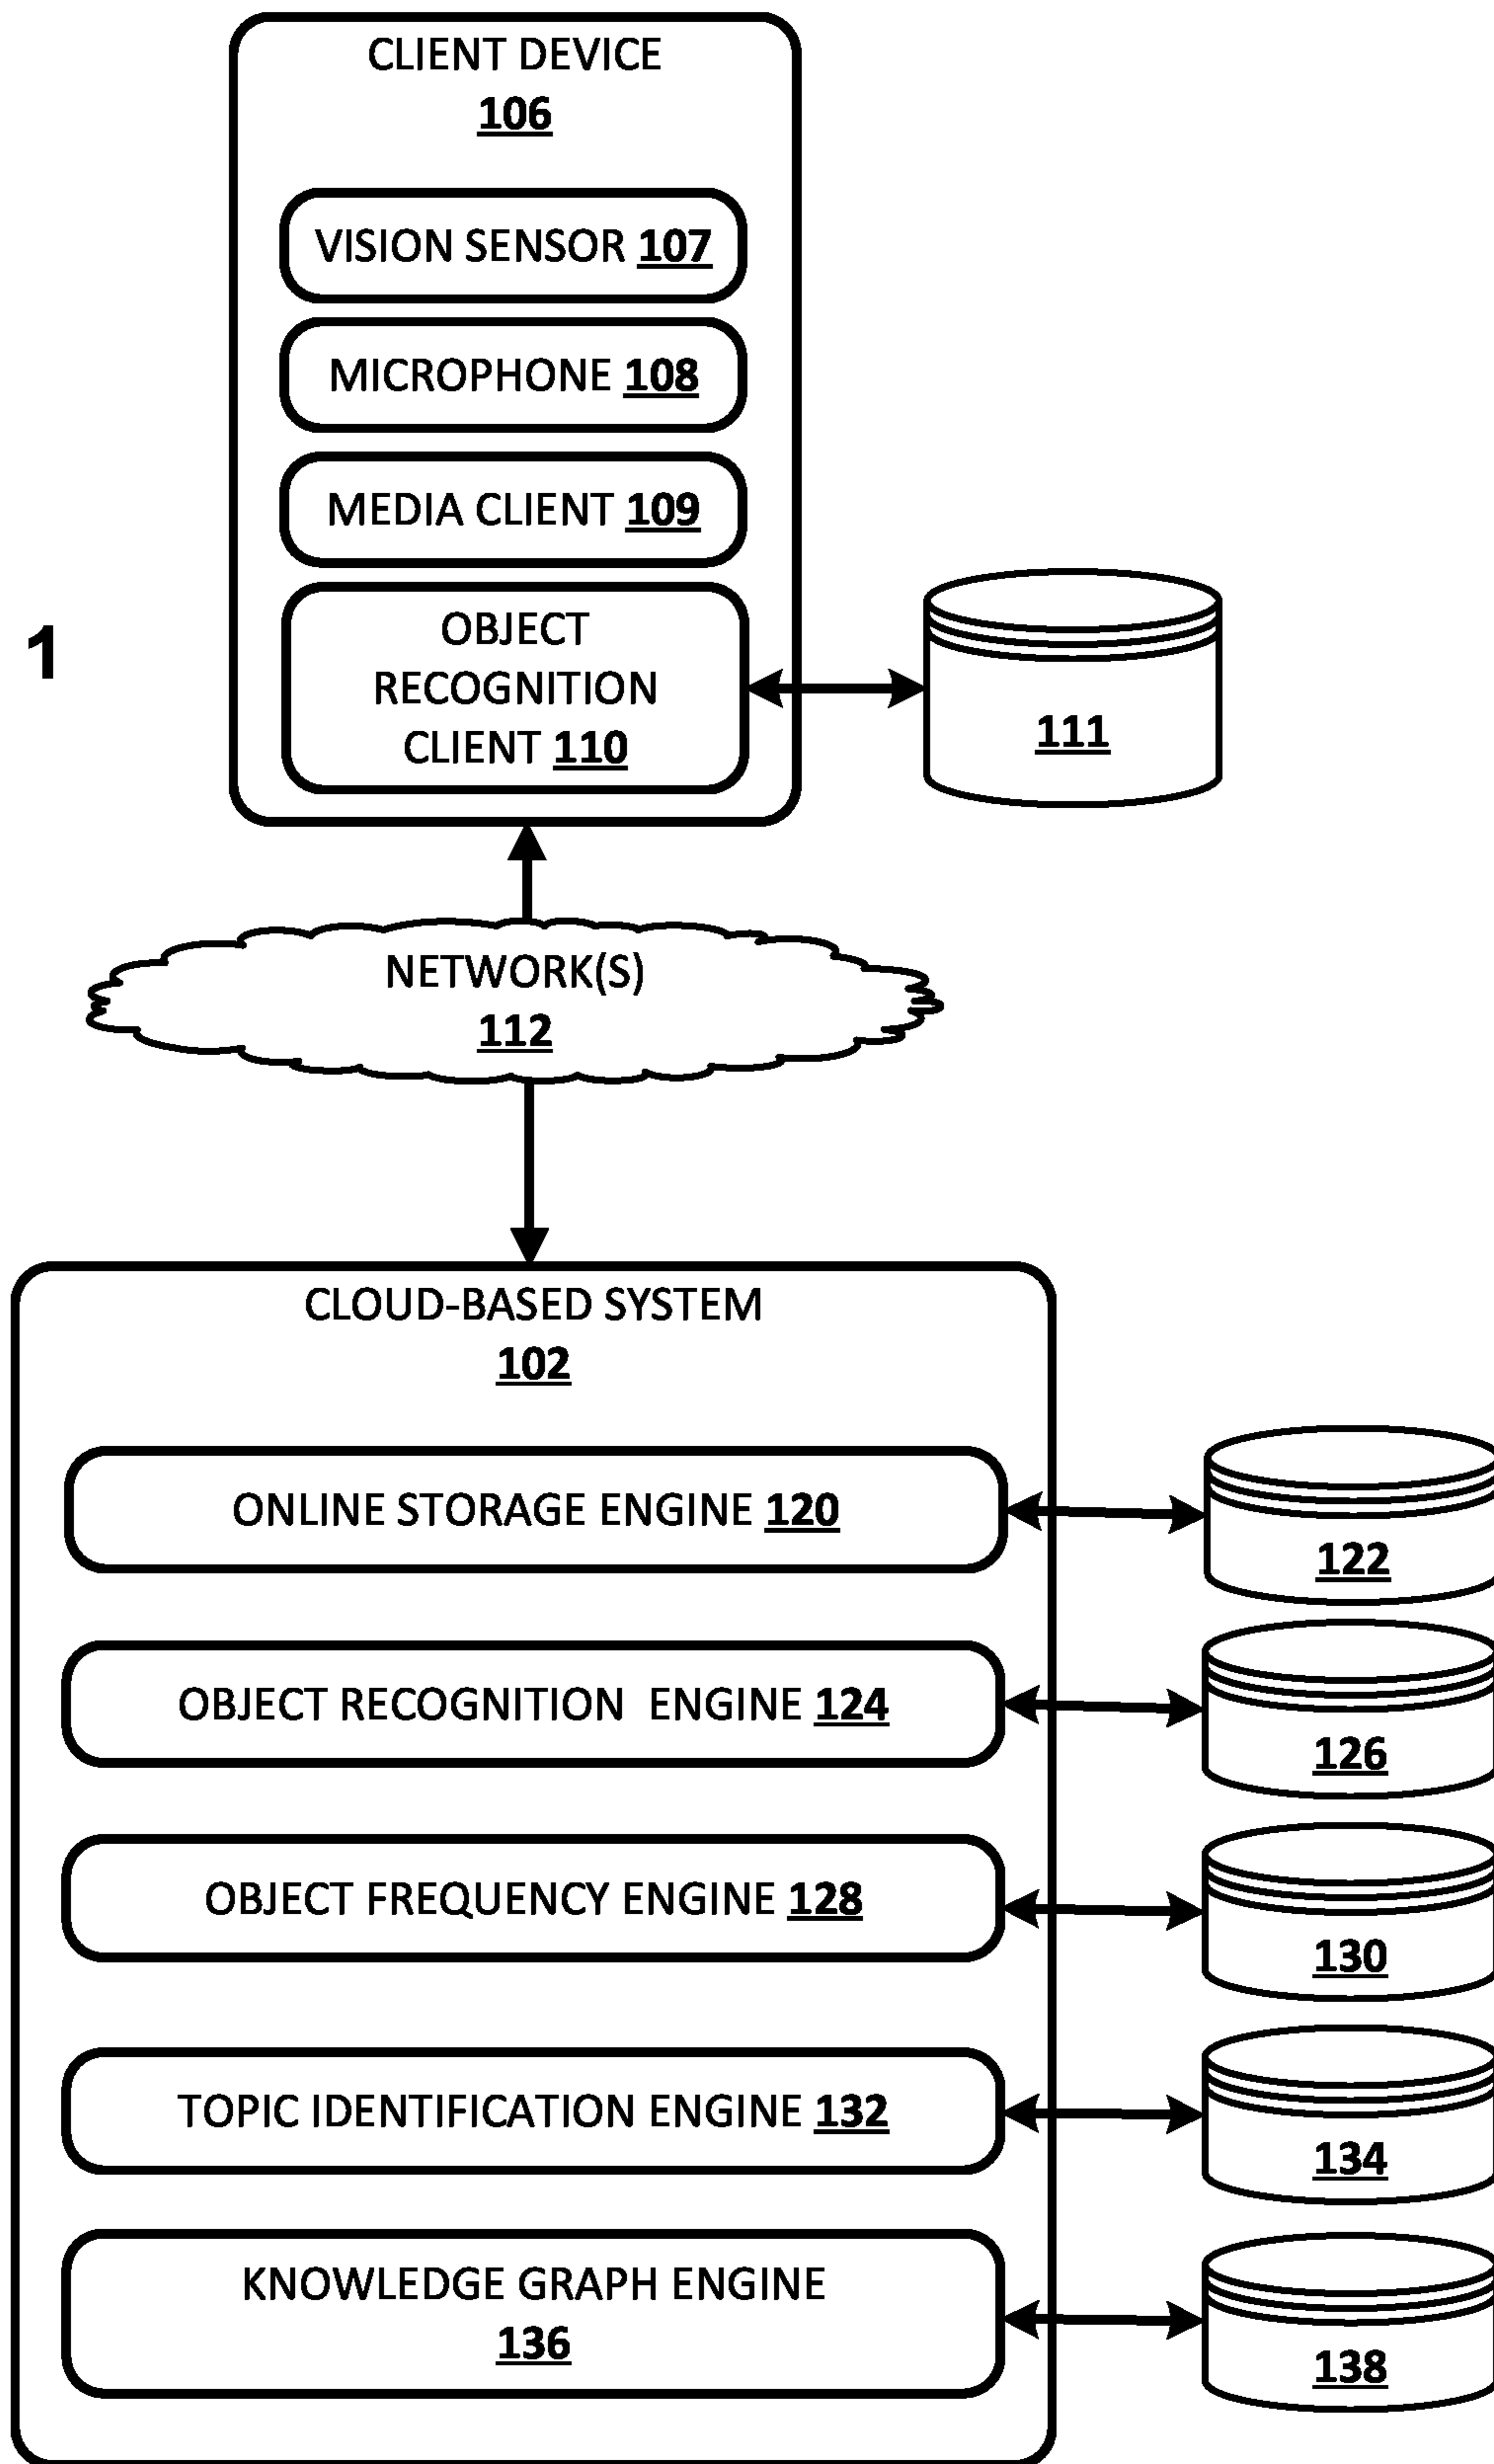 CLIENT DEVICE
106
VISION SENSOR 107
MICROPHONE 108
MEDIA CLIENT 109
OBJECT
RECOGNITION
CLIENT 110
111
1
NETWORK(S)
112
CLOUD-BASED SYSTEM
102
ONLINE STORAGE ENGINE 120
122
OBJECT RECOGNITION ENGINE 124
126
OBJECT FREQUENCY ENGINE 128
130
TOPIC IDENTIFICATION ENGINE 132
134
KNOWLEDGE GRAPH ENGINE
136
138